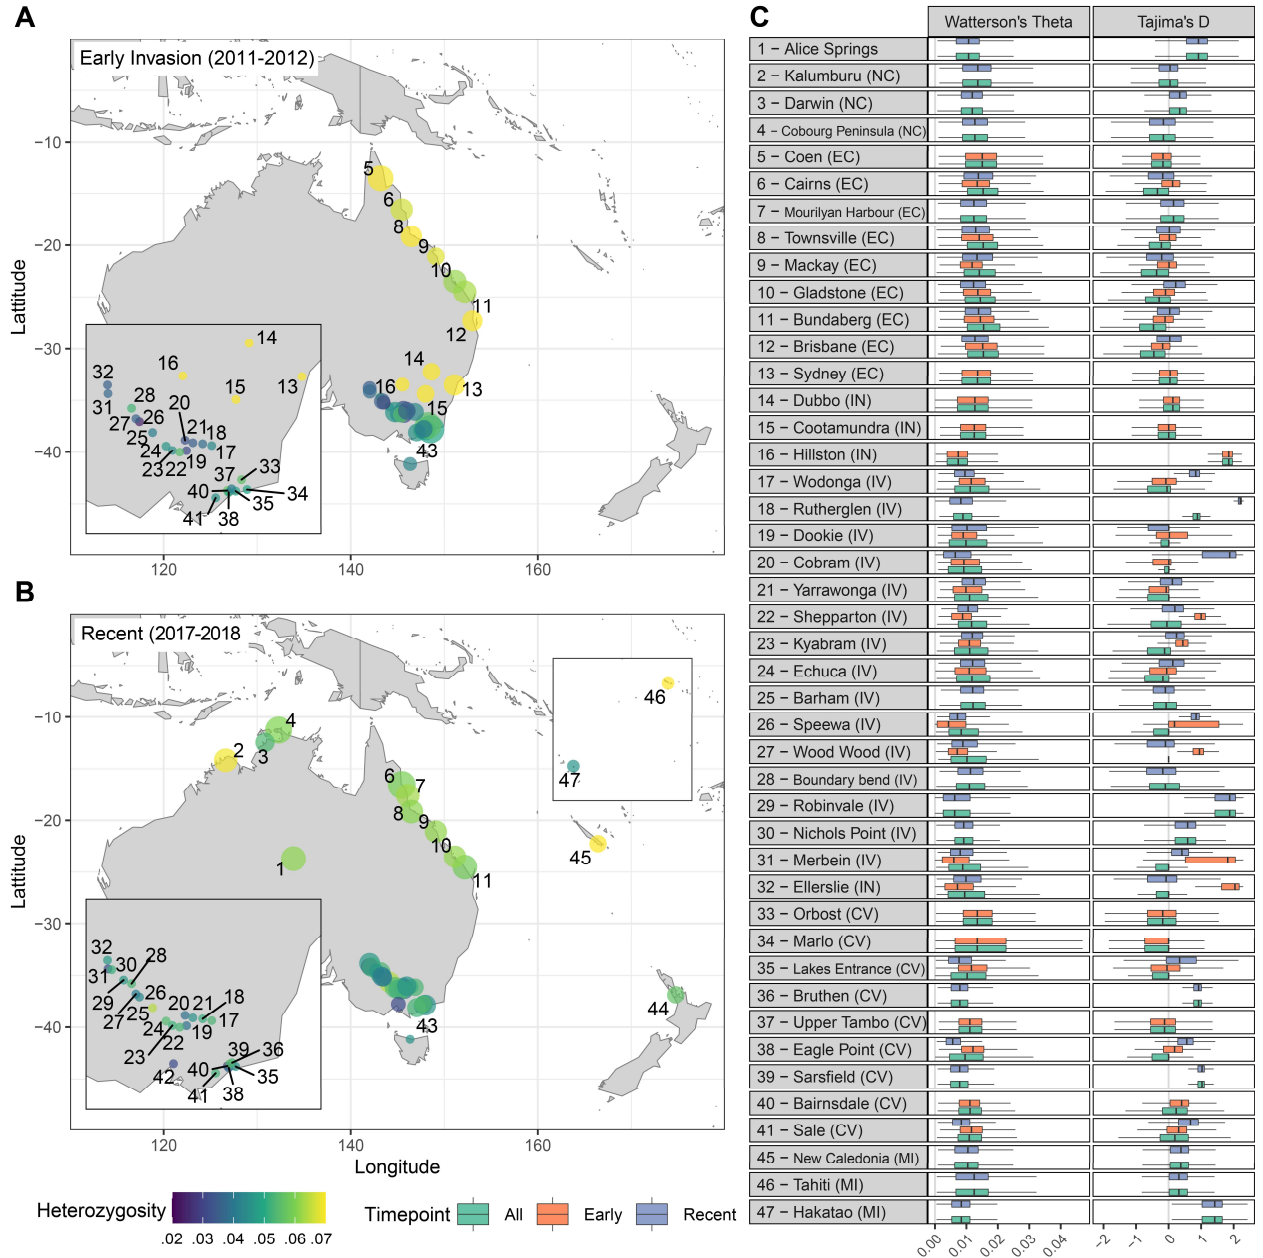 A
Early Invasion (2011-2012)
−10
−20
−30
−40
Lattitude
5
6
8
9
10
11
12
14
16
13
15
43
14
16
32
15
13
28
31
20
27
26
21
18
25
24
17
23
22
19
37
33
40
34
35
41
38
120
140
160
B
Recent (2017-2018
−10
−20
−30
−40
Lattitude
46
47
4
2
3
6
7
8
9
10
1
11
45
44
43
32
28
30
31
29
26
18
27
25
20
21
17
24
19
23
22
39
36
42
40
35
41
38
120
140
160
Longitude
Heterozygosity
.02 .03 .04 .05 .06 .07
Timepoint
All
Early
Recent
C
Watterson's Theta
Tajima's D
1 − Alice Springs
2 − Kalumburu (NC)
3 − Darwin (NC)
4 − Cobourg Peninsula (NC)
5 − Coen (EC)
6 − Cairns (EC)
7 − Mourilyan Harbour (EC)
8 − Townsville (EC)
9 − Mackay (EC)
10 − Gladstone (EC)
11 − Bundaberg (EC)
12 − Brisbane (EC)
13 − Sydney (EC)
14 − Dubbo (IN)
15 − Cootamundra (IN)
16 − Hillston (IN)
17 − Wodonga (IV)
18 − Rutherglen (IV)
19 − Dookie (IV)
20 − Cobram (IV)
21 − Yarrawonga (IV)
22 − Shepparton (IV)
23 − Kyabram (IV)
24 − Echuca (IV)
25 − Barham (IV)
26 − Speewa (IV)
27 − Wood Wood (IV)
28 − Boundary bend (IV)
29 − Robinvale (IV)
30 − Nichols Point (IV)
31 − Merbein (IV)
32 − Ellerslie (IN)
33 − Orbost (CV)
34 − Marlo (CV)
35 − Lakes Entrance (CV)
36 − Bruthen (CV)
37 − Upper Tambo (CV)
38 − Eagle Point (CV)
39 − Sarsfield (CV)
40 − Bairnsdale (CV)
41 − Sale (CV)
45 − New Caledonia (MI)
46 − Tahiti (MI)
47 − Hakatao (MI)
0.00 0.01 0.02 0.03 0.04
−2 −1 0 1 2